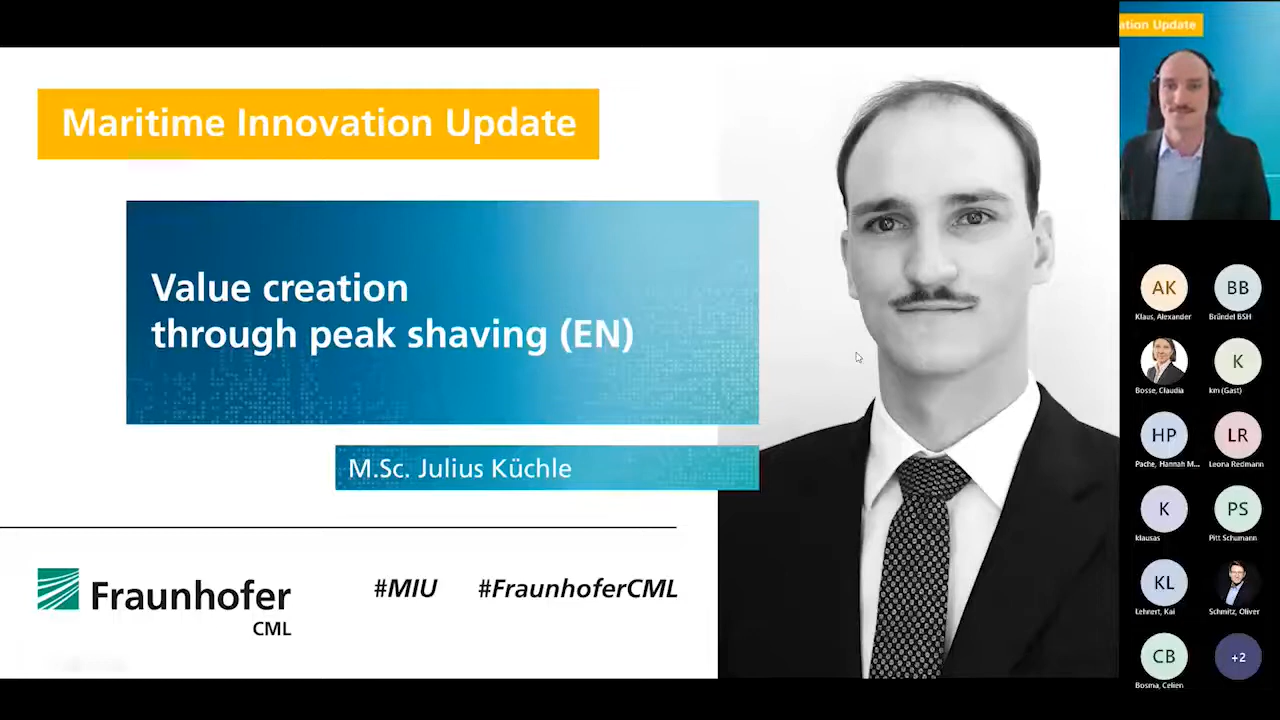 Maritime Innovation Update
Value creation
through peak shaving (EN)
M.Sc. Julius Küchle
Fraunhofer
CML
#MIU #FraunhoferCML
ation Update
AK BB
Klaus, Alexander Bründel BSH
K
Bosse, Claudia km (Gast)
HP LR
Pache, Hannah M... Leona Redmann
K PS
klausas Pitt Schumann
KL
Lehnert, Kai Schmitz, Oliver
CB +2
Bosma, Celien